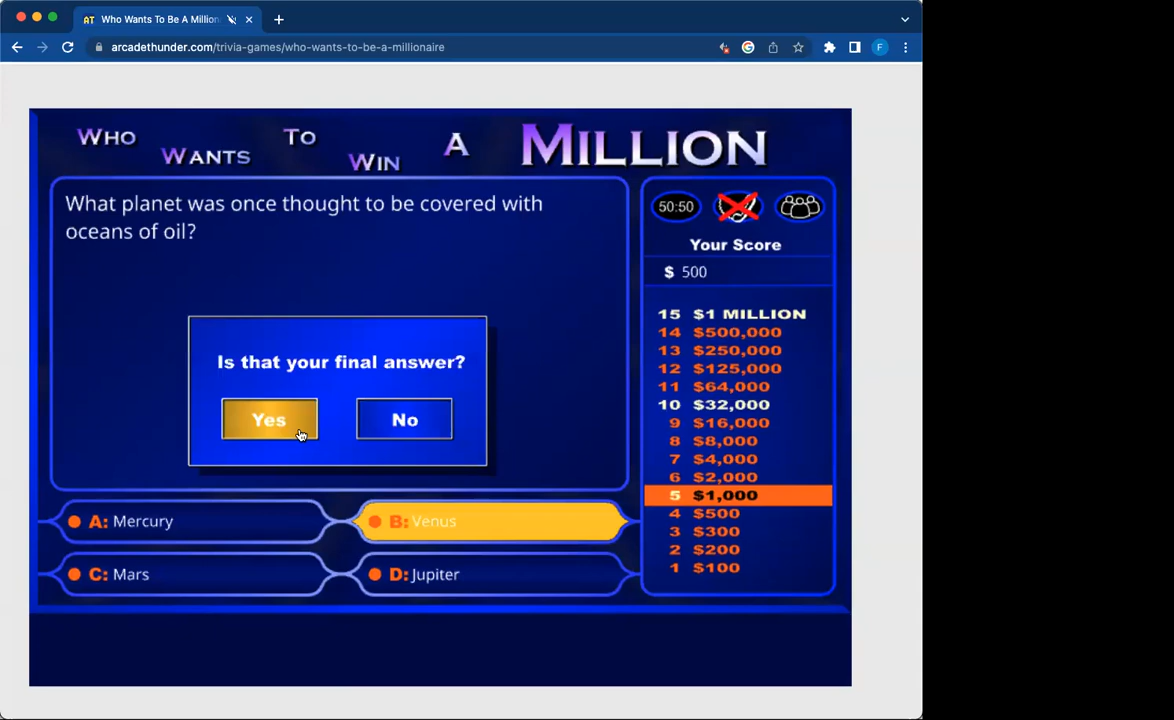 Who Wants To Be A Million
arcadethunder.com/trivia-games/who-wants-to-be-a-millionaire
F
WHO WANTS TO WIN A MILLION
What planet was once thought to be covered with
oceans of oil?
Is that your final answer?
Yes No
A: Mercury
B: Venus
C: Mars
D: Jupiter
50:50
Your Score
$ 500
15 $1 MILLION
14 $500,000
13 $250,000
12 $125,000
11 $64,000
10 $32,000
9 $16,000
8 $8,000
7 $4,000
6 $2,000
5 $1,000
4 $500
3 $300
2 $200
1 $100